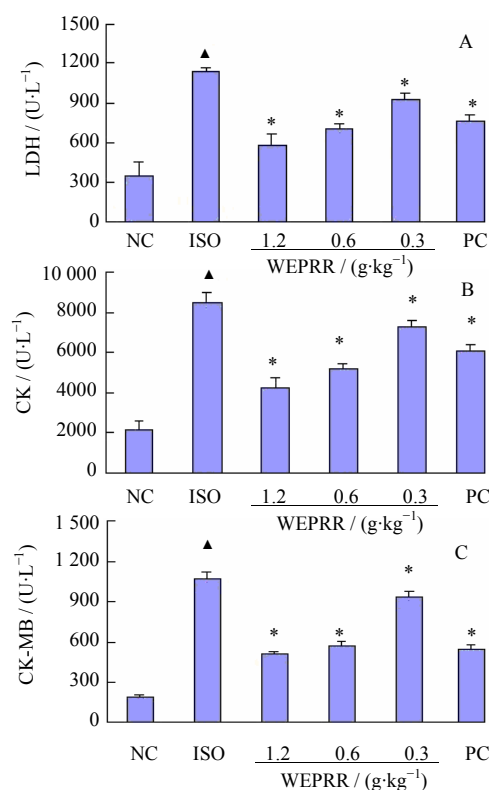 1500
A
▲
1200
*
*
900
*
*
600
300
0
LDH / (U·L⁻¹)
NC ISO 1.2 0.6 0.3 PC
WEPRR / (g·kg⁻¹)
10 000
▲
B
8000
*
*
6000
*
*
4000
2000
0
CK / (U·L⁻¹)
NC ISO 1.2 0.6 0.3 PC
WEPRR / (g·kg⁻¹)
1 500
▲
C
1200
*
900
* * *
600
300
0
CK-MB / (U·L⁻¹)
NC ISO 1.2 0.6 0.3 PC
WEPRR / (g·kg⁻¹)